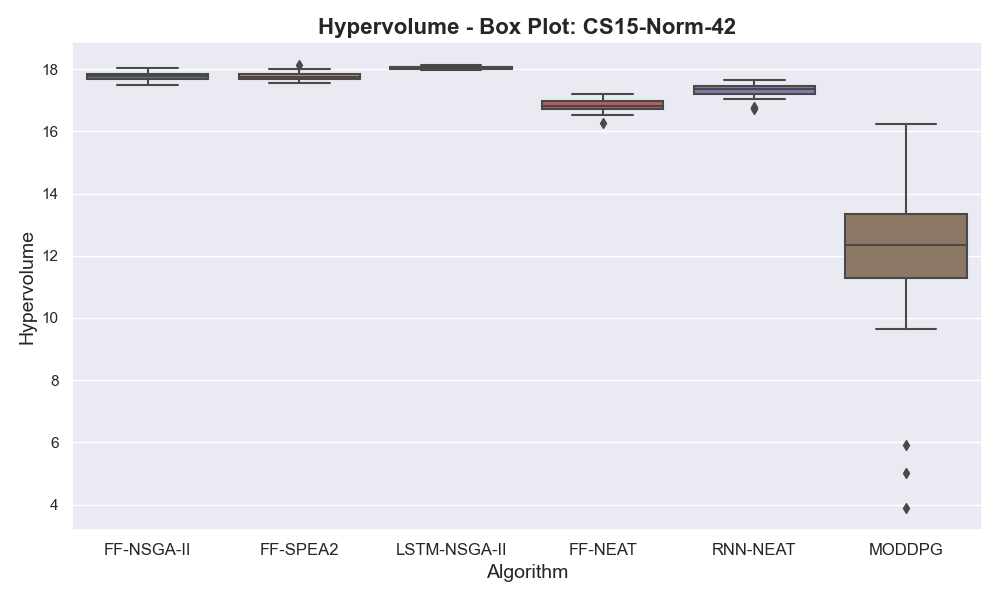 Hypervolume - Box Plot: CS15-Norm-42
Hypervolume
18
16
14
12
10
8
6
4
FF-NSGA-II FF-SPEA2 LSTM-NSGA-II FF-NEAT RNN-NEAT MODDPG
Algorithm